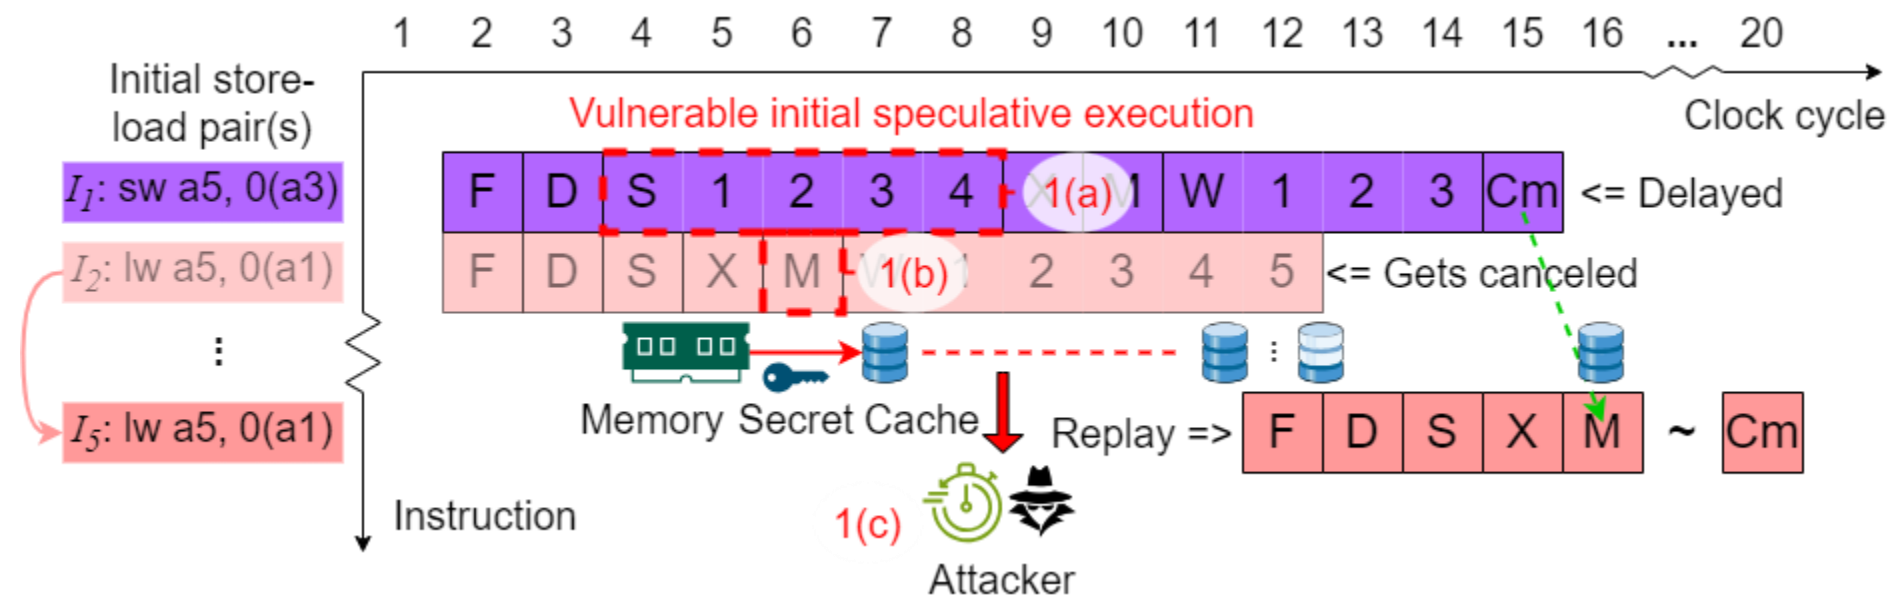 1 2 3 4 5 6 7 8 9 10 11 12 13 14 15 16 ... 20
Clock cycle
Initial store-
load pair(s)
Vulnerable initial speculative execution
I1: sw a5, 0(a3)
F D S 1 2 3 4 X 1(a) M W 1 2 3 Cm <= Delayed
I2: lw a5, 0(a1)
F D S X M W 1(b) 1 2 3 4 5 <= Gets canceled
⋮
Memory Secret Cache
I5: lw a5, 0(a1)
Replay => F D S X M ~ Cm
Instruction
1(c)
Attacker